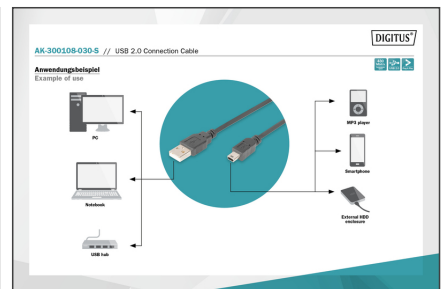 DIGITUS®
AK-300108-030-S // USB 2.0 Connection Cable
Anwendungsbeispiel
Example of use
PC
MP3 player
Notebook
Smartphone
External HDD
enclosure
USB hub